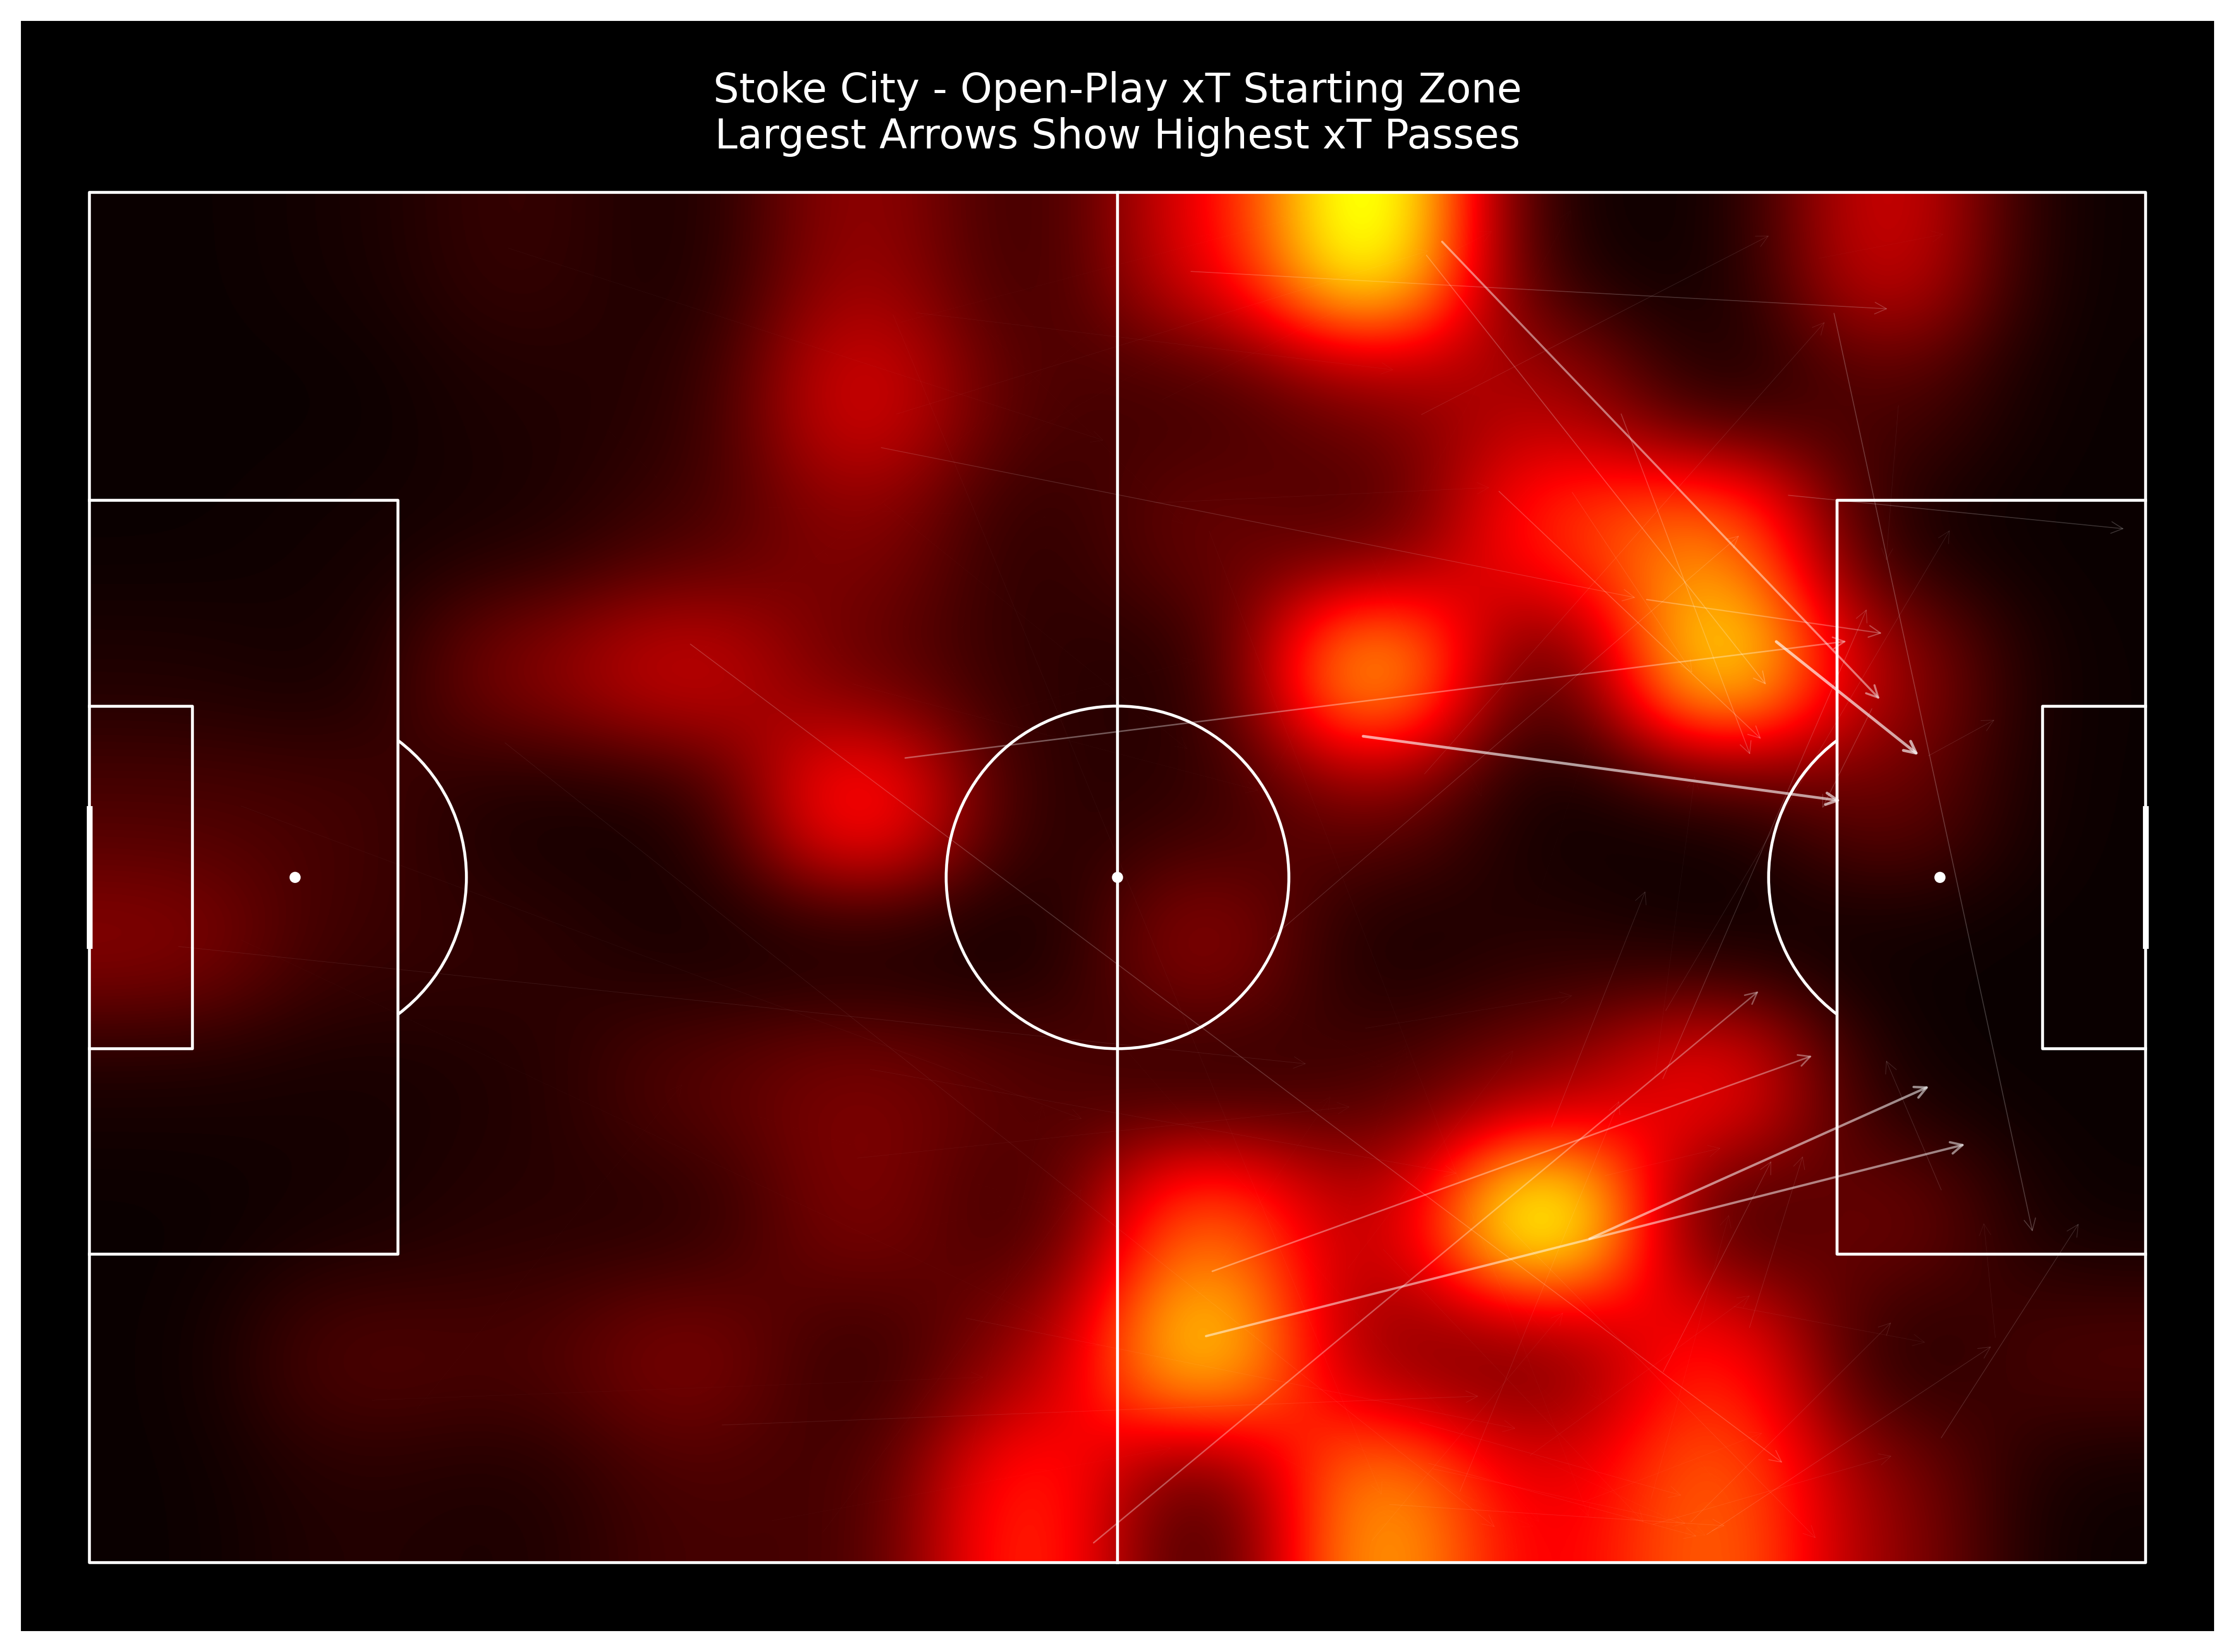 Stoke City - Open-Play xT Starting Zone
Largest Arrows Show Highest xT Passes